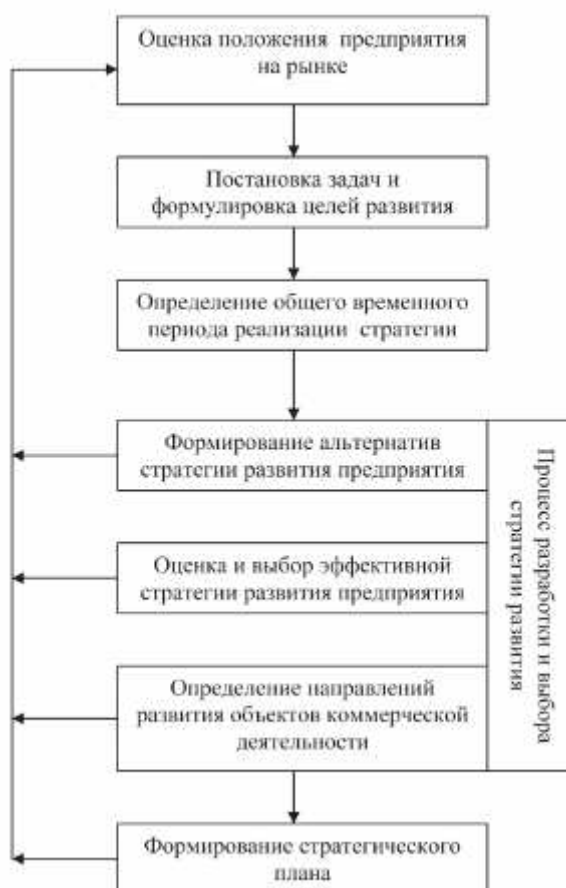 Оценка положения предприятия
на рынке
Постановка задач и
формулировка целей развития
Определение общего временного
периода реализации стратегии
Формирование альтернатив
стратегии развития предприятия
Оценка и выбор эффективной
стратегии развития предприятия
Определение направлений
развития объектов коммерческой
деятельности
Процесс разработки и выбора
стратегии развития
Формирование стратегического
плана